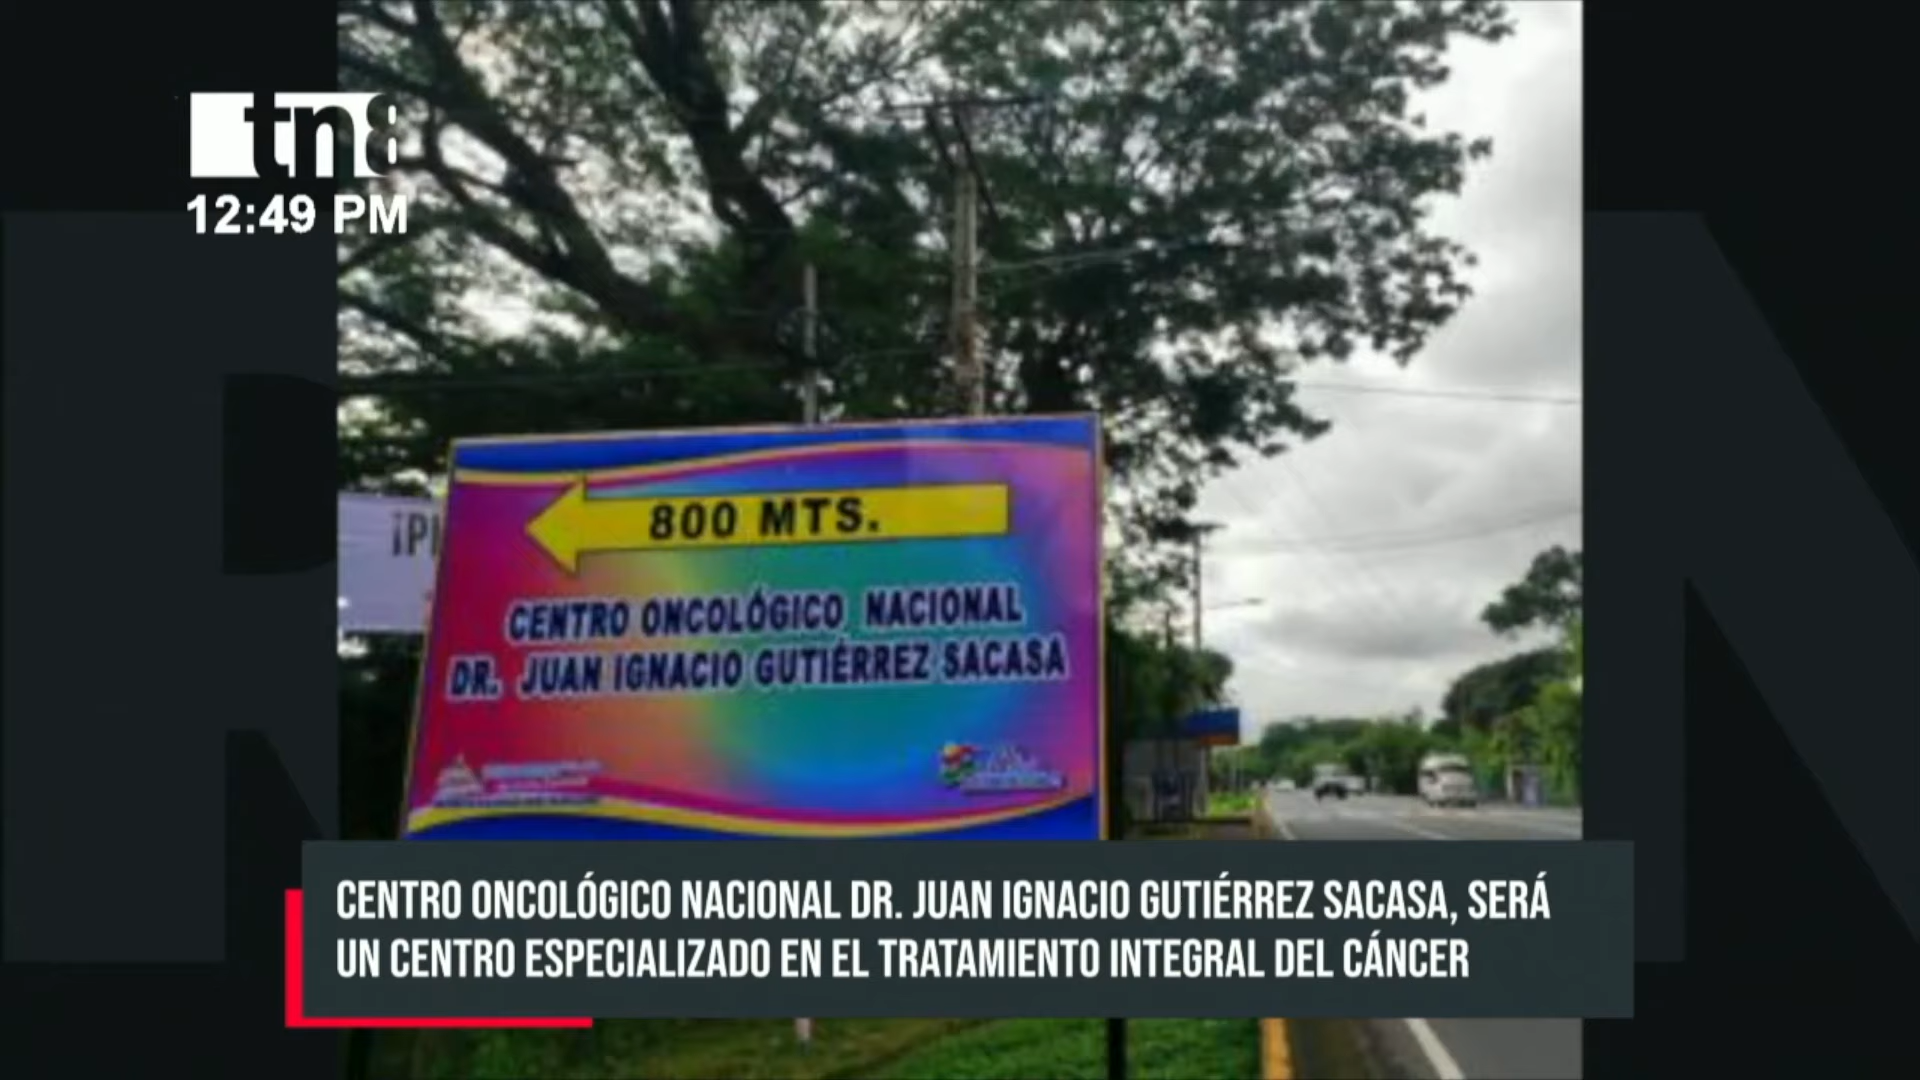 tn8
12:49 PM
¡P
800 MTS.
CENTRO ONCOLÓGICO NACIONAL
DR. JUAN IGNACIO GUTIÉRREZ SACASA
CENTRO ONCOLÓGICO NACIONAL DR. JUAN IGNACIO GUTIÉRREZ SACASA, SERÁ
UN CENTRO ESPECIALIZADO EN EL TRATAMIENTO INTEGRAL DEL CÁNCER